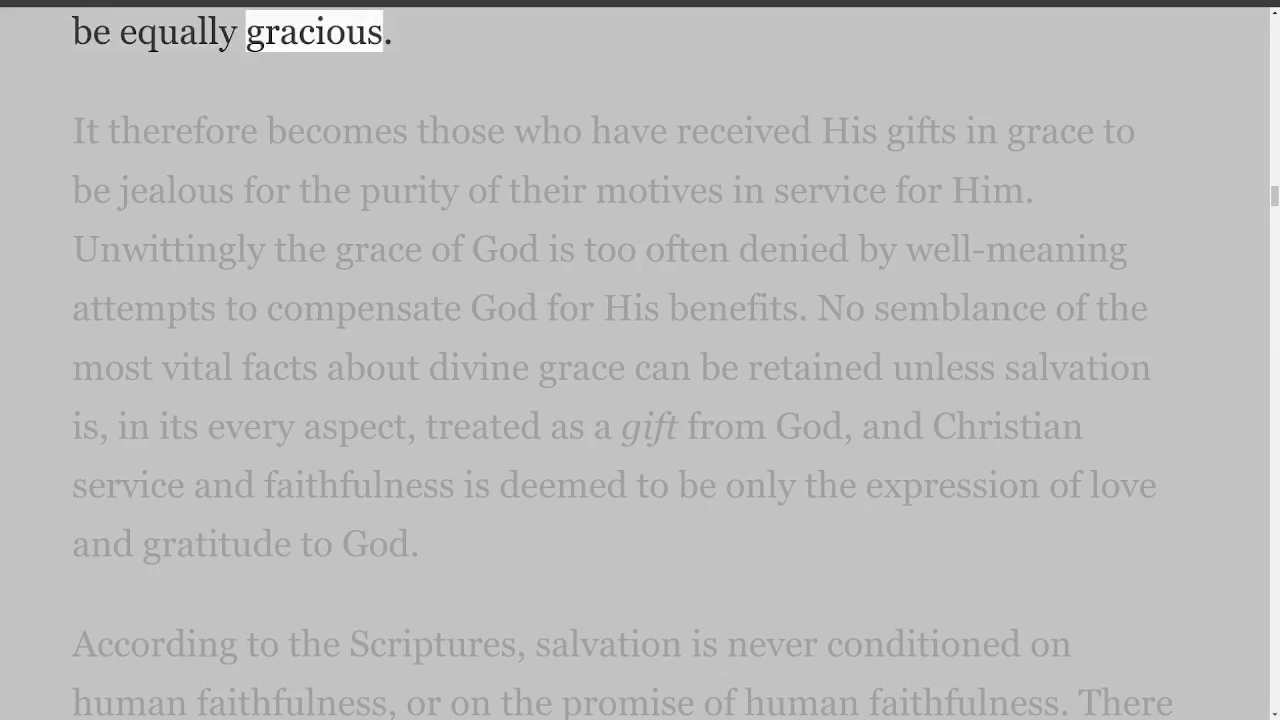 be equally gracious.
It therefore becomes those who have received His gifts in grace to
be jealous for the purity of their motives in service for Him.
Unwittingly the grace of God is too often denied by well-meaning
attempts to compensate God for His benefits. No semblance of the
most vital facts about divine grace can be retained unless salvation
is, in its every aspect, treated as a gift from God, and Christian
service and faithfulness is deemed to be only the expression of love
and gratitude to God.
According to the Scriptures, salvation is never conditioned on
human faithfulness, or on the promise of human faithfulness. There